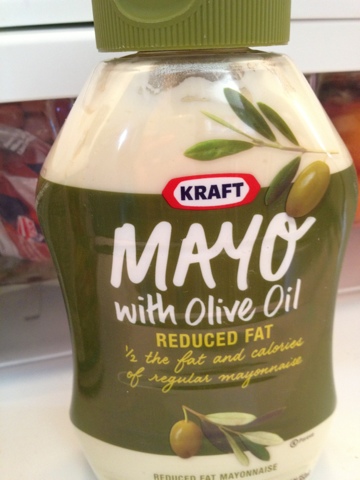 KRAFT
MAYO
with Olive Oil
REDUCED FAT
½ the fat and calories
of regular mayonnaise
REDUCED FAT MAYONNAISE